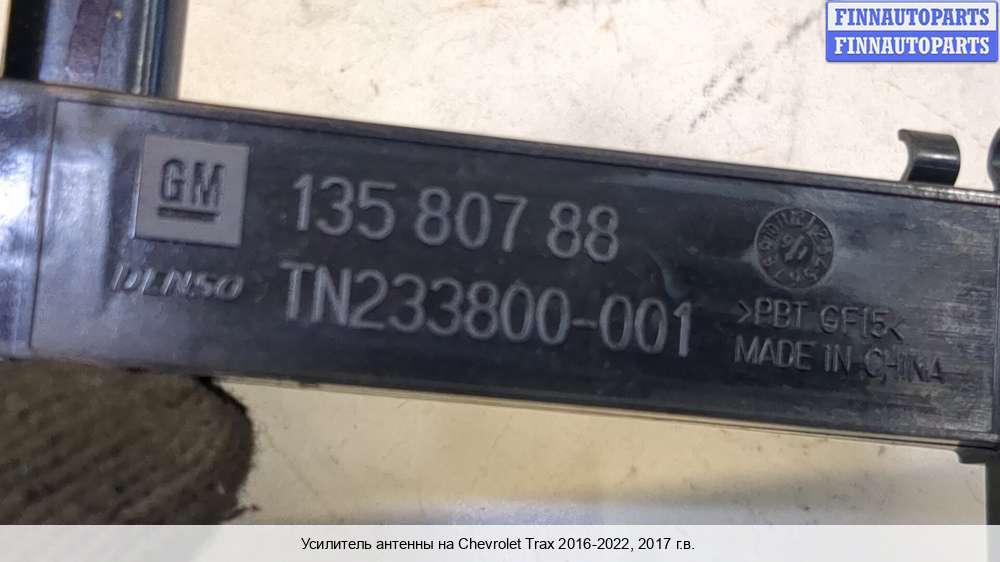 FINNAUTOPARTS
FINNAUTOPARTS
GM
135 807 88
DENSO
TN233800-001
>PBT GF15<
MADE IN CHINA
Усилитель антенны на Chevrolet Trax 2016-2022, 2017 г.в.